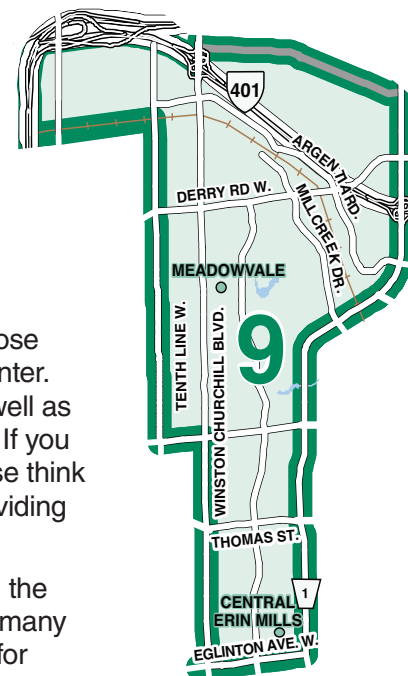 401
ARGENTIA RD.
DERRY RD W.
MILLCREEK DR.
MEADOWVALE
9
TENTH LINE W.
WINSTON CHURCHILL BLVD.
THOMAS ST.
1
CENTRAL
ERIN MILLS
EGLINTON AVE. W.
ose
nter.
well as
If you
se think
viding
the
many
for